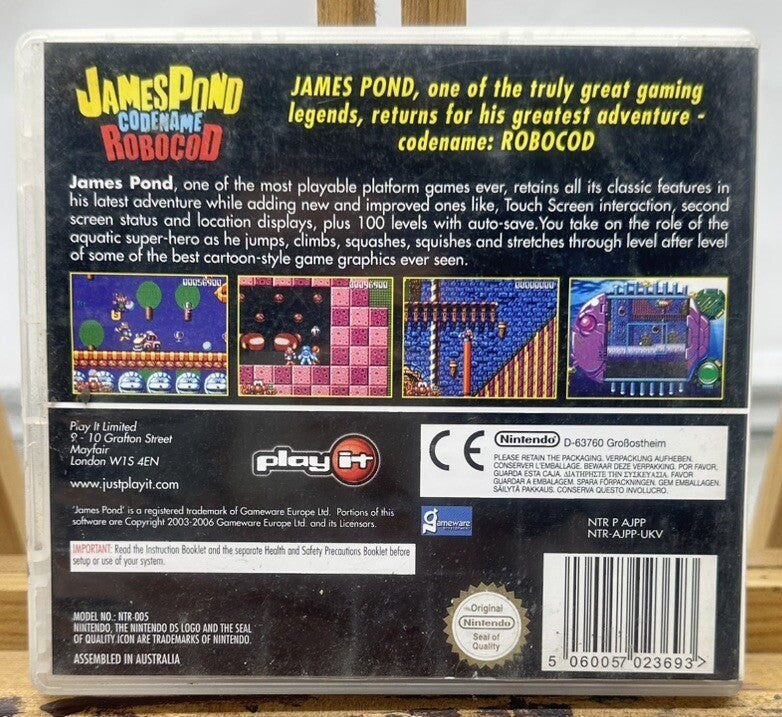 JAMES POND
CODENAME
ROBOCOD
JAMES POND, one of the truly great gaming
legends, returns for his greatest adventure -
codename: ROBOCOD
James Pond, one of the most playable platform games ever, retains all its classic features in
his latest adventure while adding new and improved ones like, Touch Screen interaction, second
screen status and location displays, plus 100 levels with auto-save. You take on the role of the
aquatic super-hero as he jumps, climbs, squashes, squishes and stretches through level after level
of some of the best cartoon-style game graphics ever seen.
Play It Limited
9 - 10 Grafton Street
Mayfair
London W1S 4EN
www.justplayit.com
play it
'James Pond' is a registered trademark of Gameware Europe Ltd. Portions of this
software are Copyright 2003-2006 Gameware Europe Ltd. and its Licensors.
IMPORTANT: Read the Instruction Booklet and the separate Health and Safety Precautions Booklet before
setup or use of your system.
CE Nintendo D-63760 Großostheim
PLEASE RETAIN THE PACKAGING. VERPACKUNG AUFHEBEN.
CONSERVER L'EMBALLAGE. BEWAAR DEZE VERPAKKING. POR FAVOR,
GUARDA ESTA CAJA. ΔΙΑΤΗΡΗΣΤΕ ΤΗΝ ΣΥΣΚΕΥΑΣΙΑ. FAVOR
GUARDAR A EMBALAGEM. SPARA FÖRPACKNINGEN. GEM EMBALLAGEN.
SÄILYTÄ PAKKAUS. CONSERVA QUESTO INVOLUCRO.
gameware
DEVELOPMENT
NTR P AJPP
NTR-AJPP-UKV
MODEL NO.: NTR-005
NINTENDO, THE NINTENDO DS LOGO AND THE SEAL
OF QUALITY ICON ARE TRADEMARKS OF NINTENDO.
ASSEMBLED IN AUSTRALIA
Original
Nintendo
Seal of
Quality
5 060057 023693 >